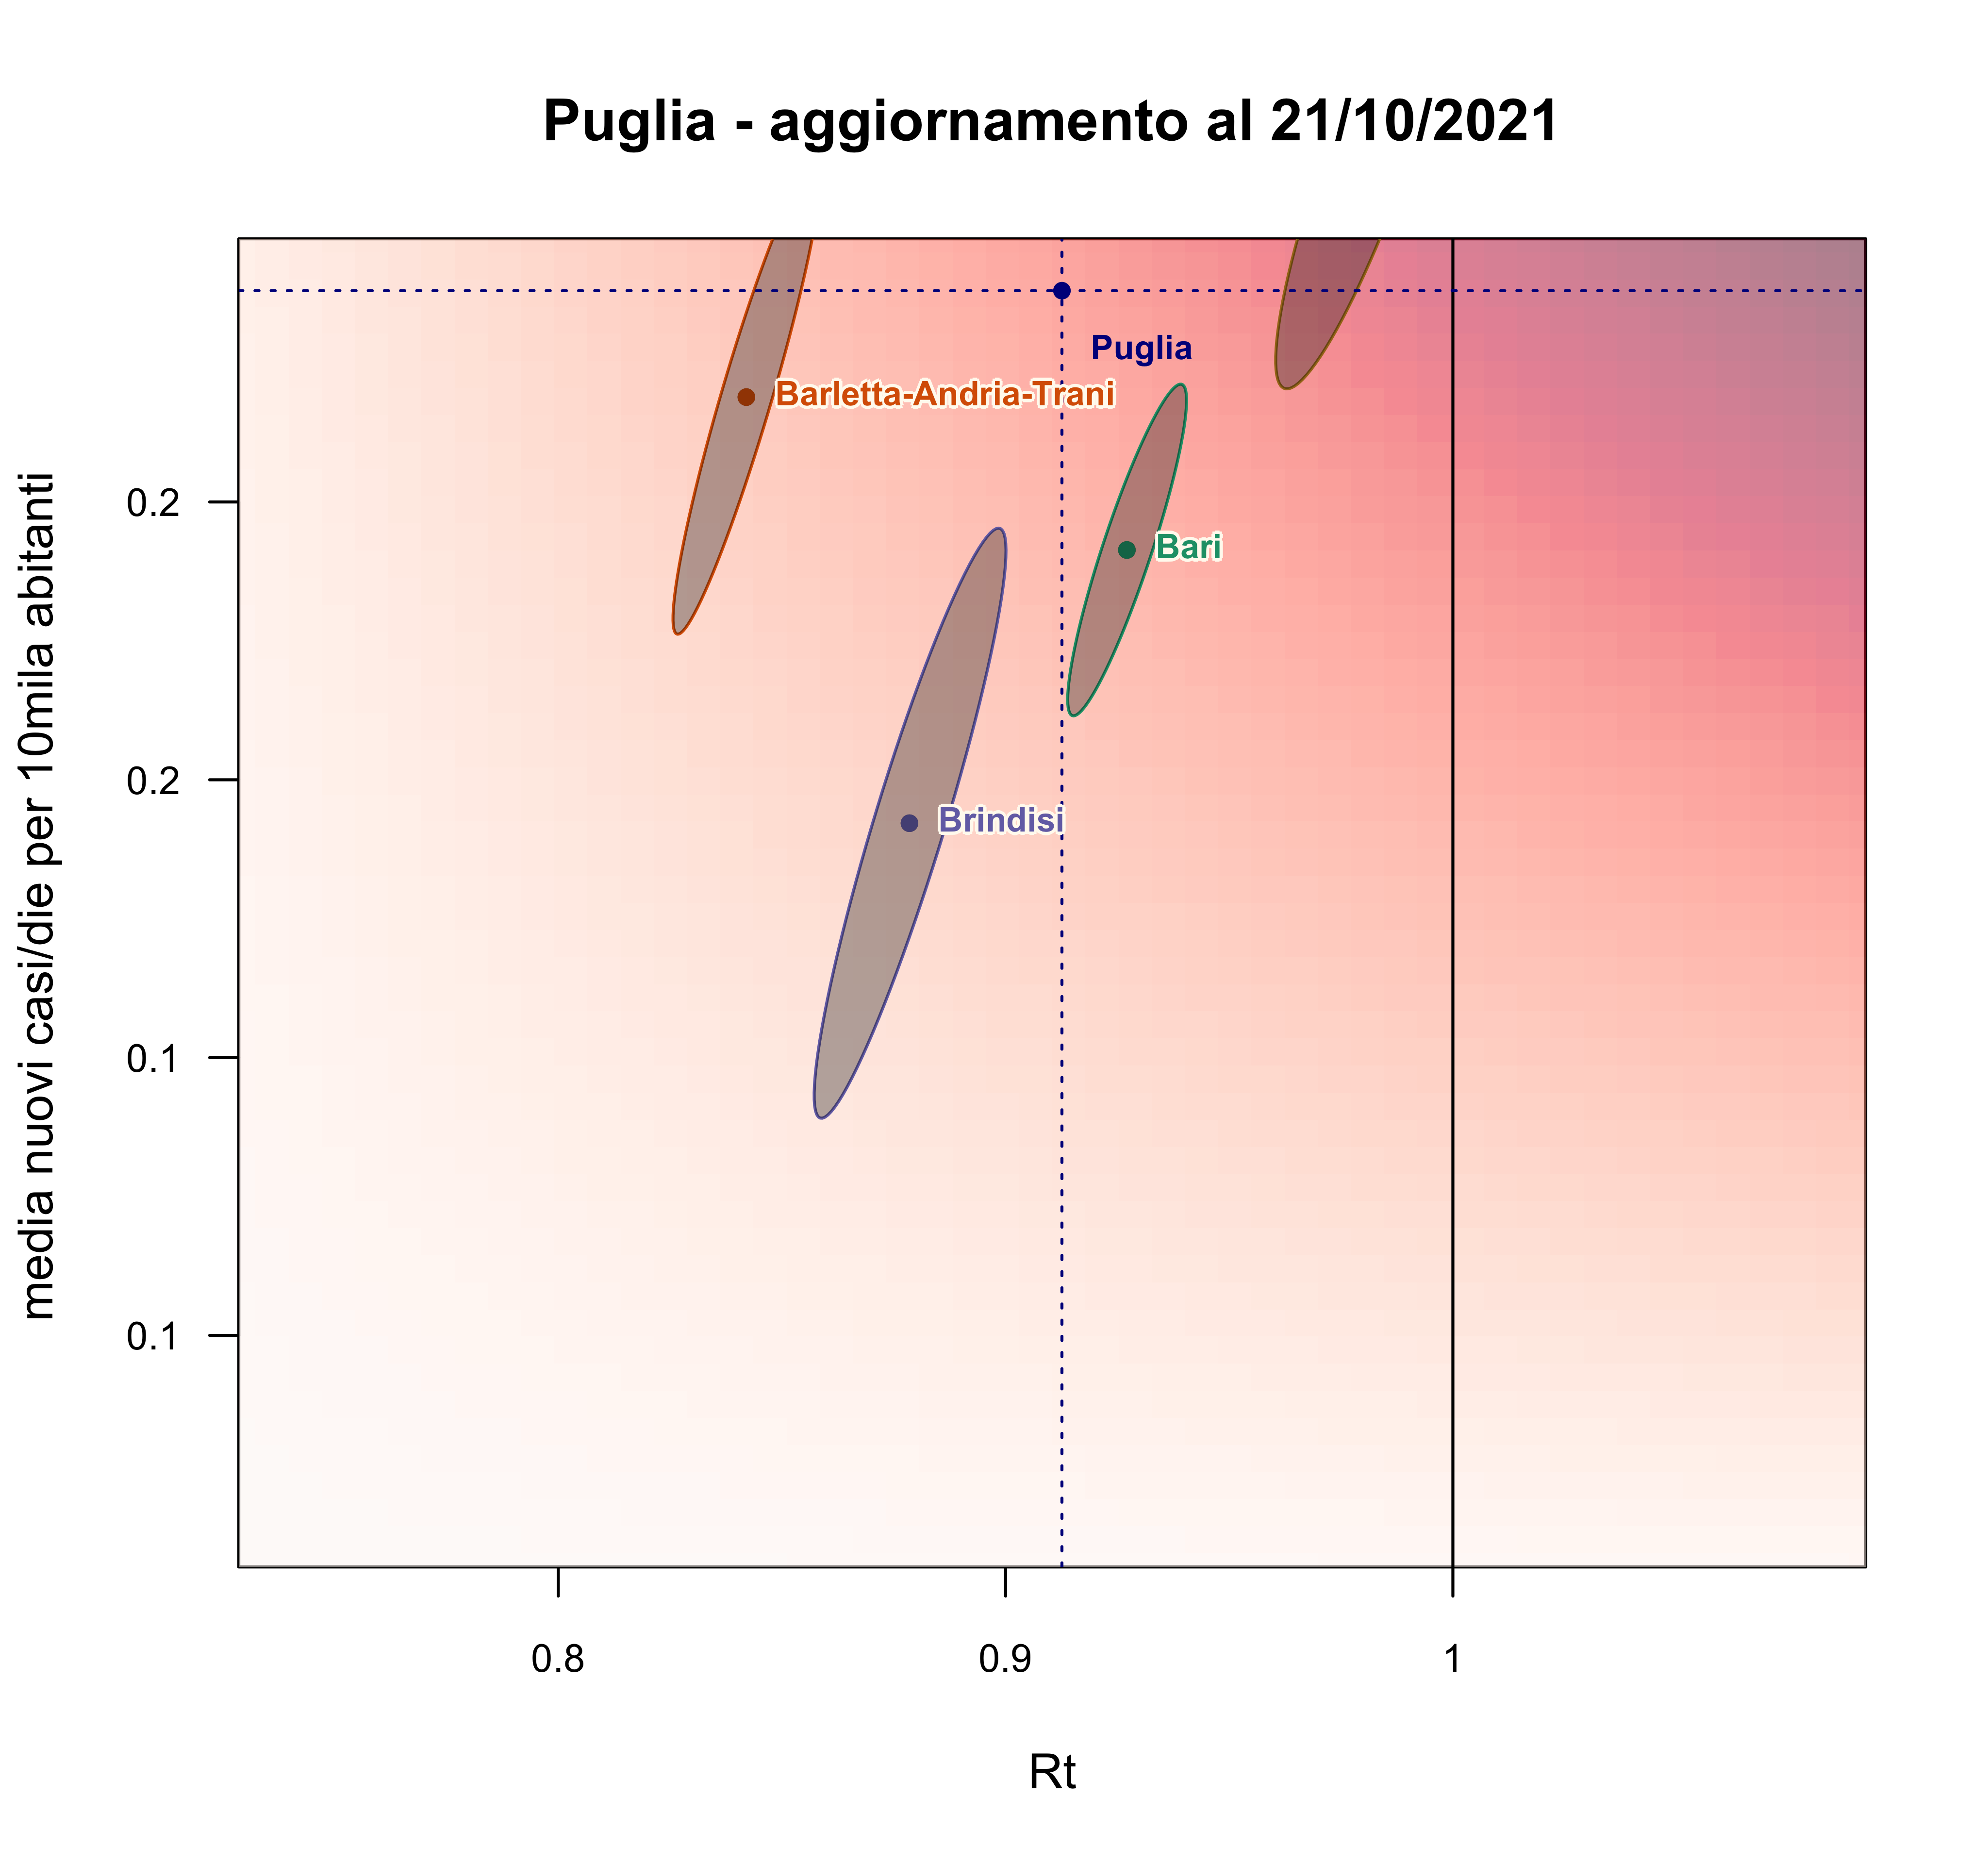 Puglia - aggiornamento al 21/10/2021
media nuovi casi/die per 10mila abitanti
0.2
0.2
0.1
0.1
Puglia
Barletta-Andria-Trani
Bari
Brindisi
0.8
0.9
1
Rt